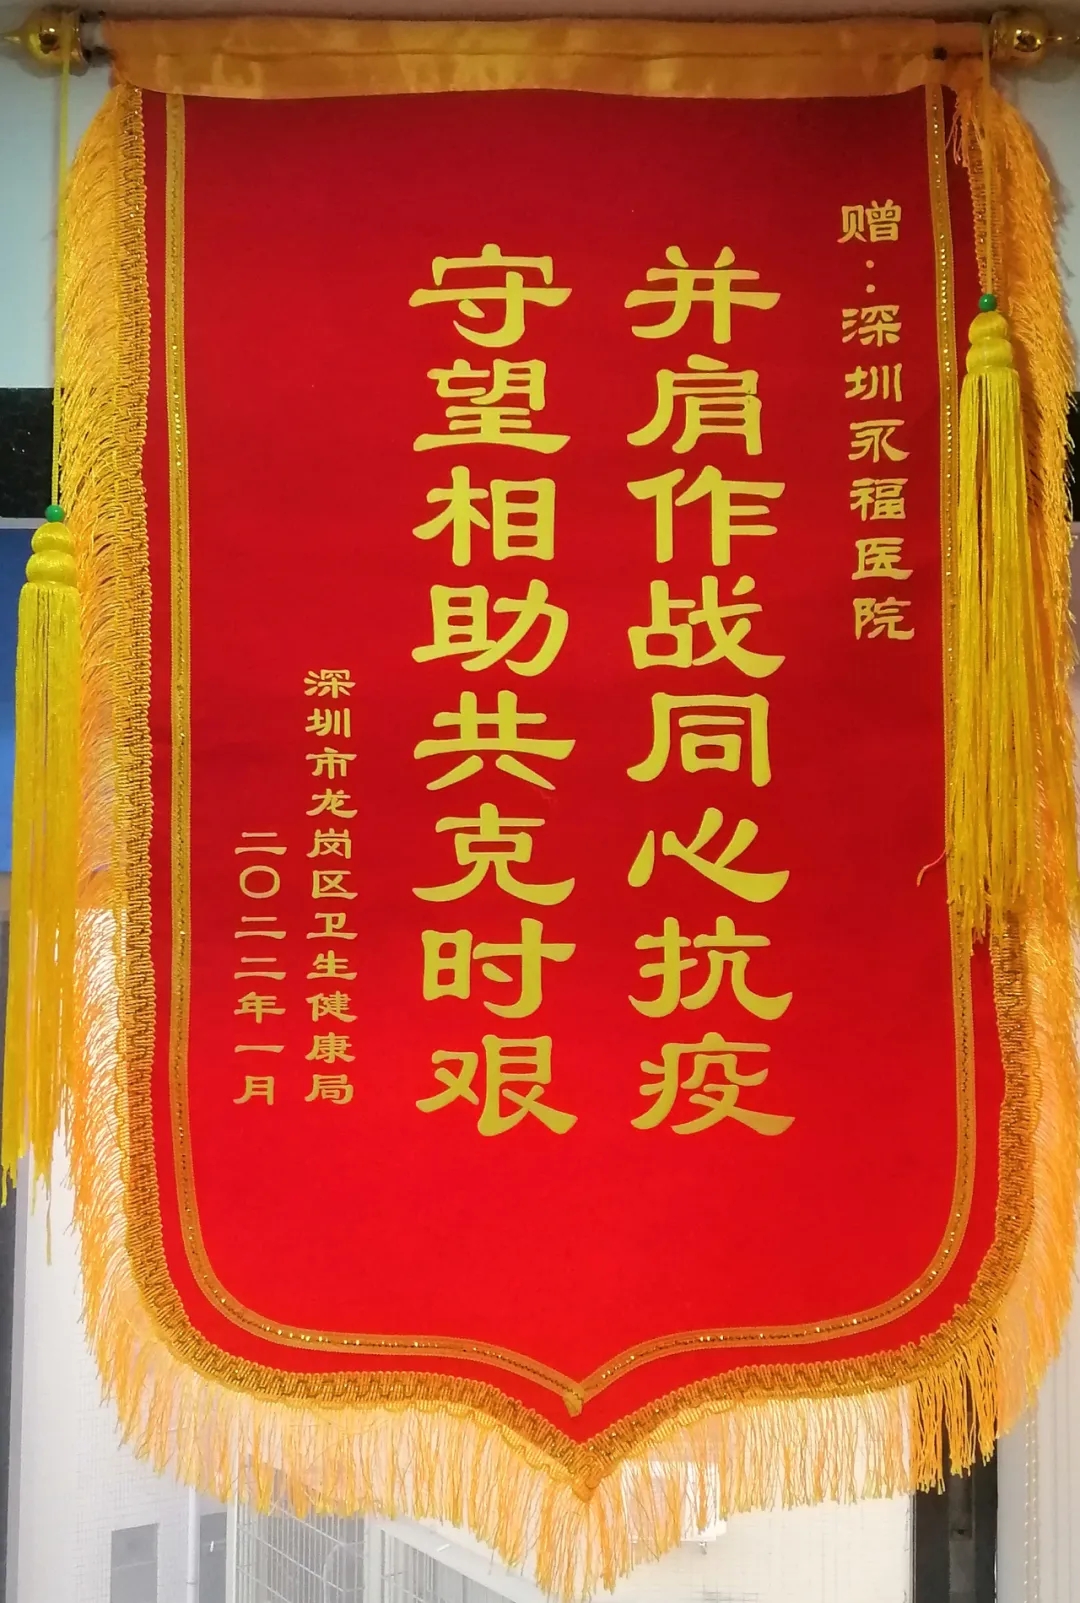 赠：深圳永福医院
并肩作战同心抗疫
守望相助共克时艰
深圳市龙岗区卫生健康局
二〇二二年一月